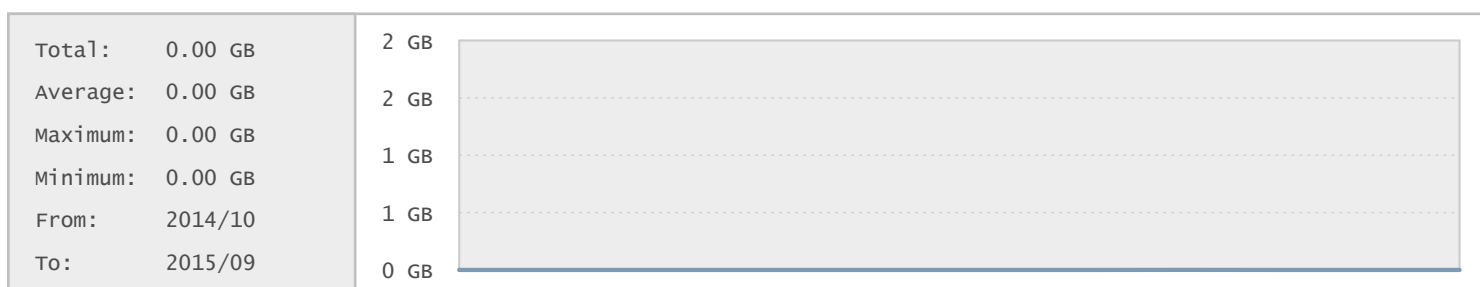 Total: 0.00 GB
Average: 0.00 GB
Maximum: 0.00 GB
Minimum: 0.00 GB
From: 2014/10
To: 2015/09
2 GB
2 GB
1 GB
1 GB
0 GB